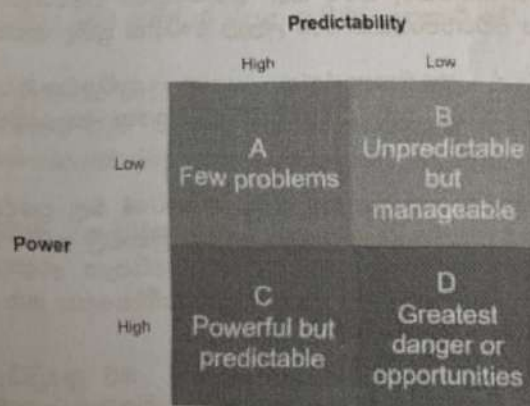 Predictability
High Low
Low
A
Few problems
B
Unpredictable
but
manageable
Power
High
C
Powerful but
predictable
D
Greatest
danger or
opportunities